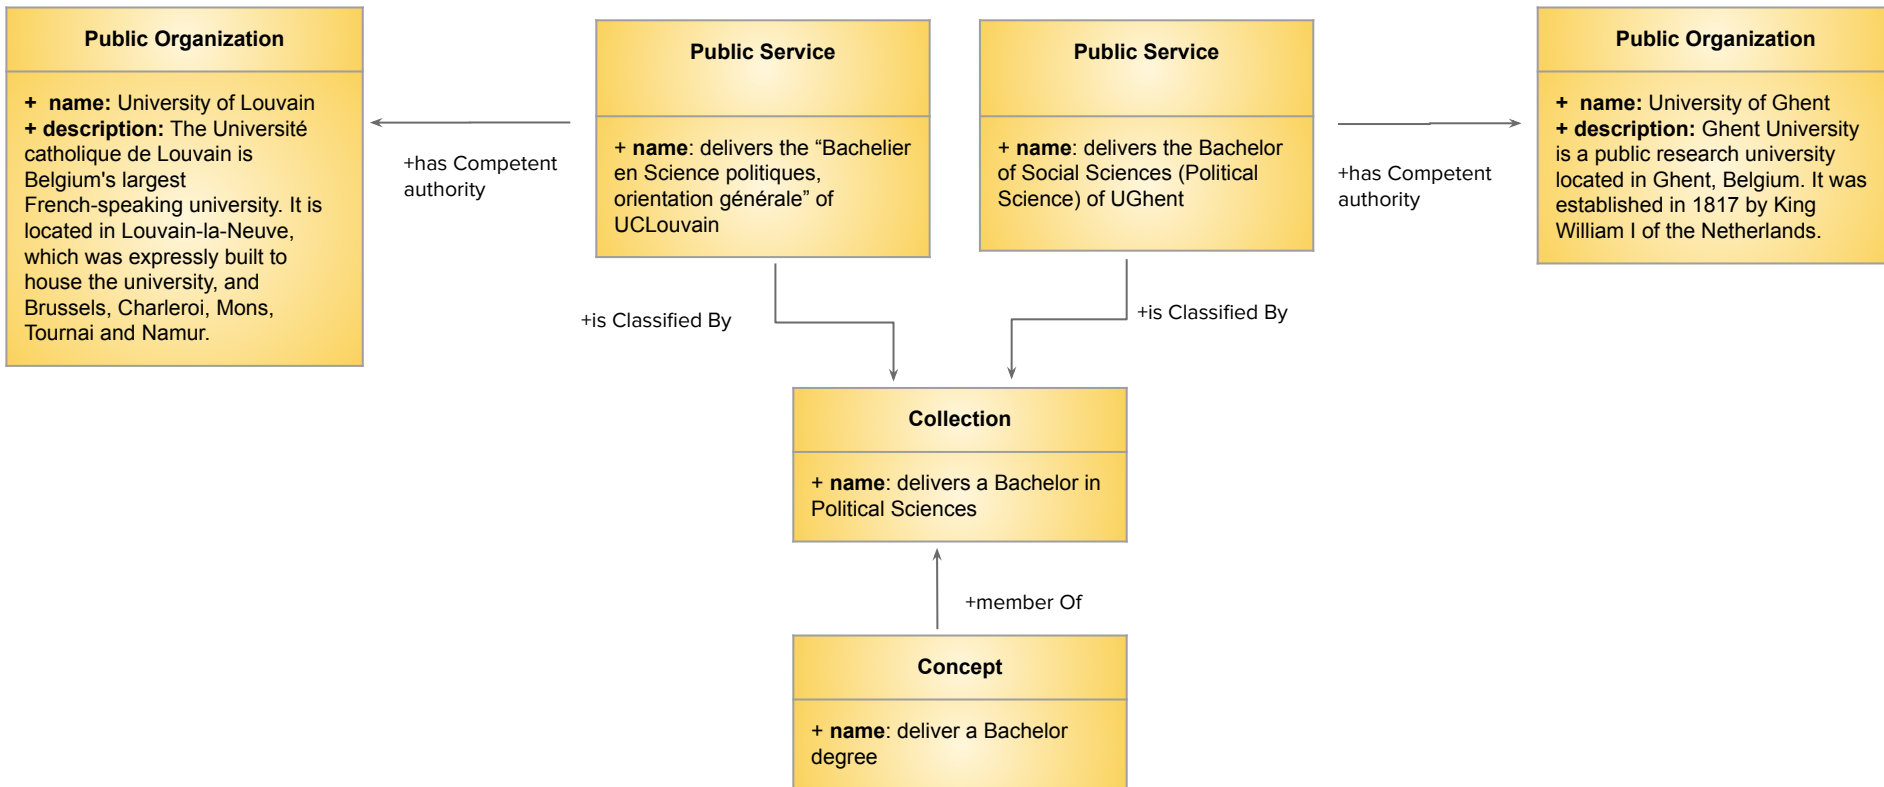 Public Organization
+ name: University of Louvain
+ description: The Université
catholique de Louvain is
Belgium's largest
French-speaking university. It is
located in Louvain-la-Neuve,
which was expressly built to
house the university, and
Brussels, Charleroi, Mons,
Tournai and Namur.
+has Competent
authority
Public Service
+ name: delivers the “Bachelier
en Science politiques,
orientation générale” of
UCLouvain
Public Service
+ name: delivers the Bachelor
of Social Sciences (Political
Science) of UGhent
+has Competent
authority
Public Organization
+ name: University of Ghent
+ description: Ghent University
is a public research university
located in Ghent, Belgium. It was
established in 1817 by King
William I of the Netherlands.
+is Classified By
+is Classified By
Collection
+ name: delivers a Bachelor in
Political Sciences
+member Of
Concept
+ name: deliver a Bachelor
degree